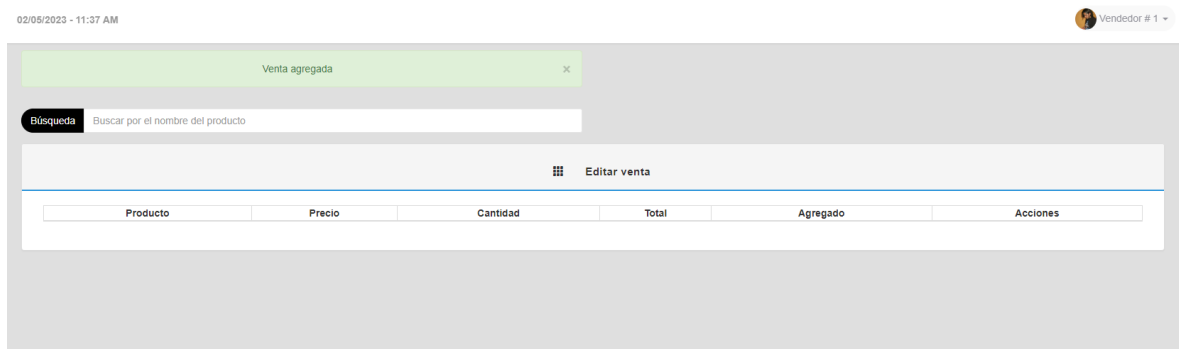 02/05/2023 - 11:37 AM
Vendedor # 1
Venta agregada ×
Búsqueda Buscar por el nombre del producto
Editar venta
Producto Precio Cantidad Total Agregado Acciones